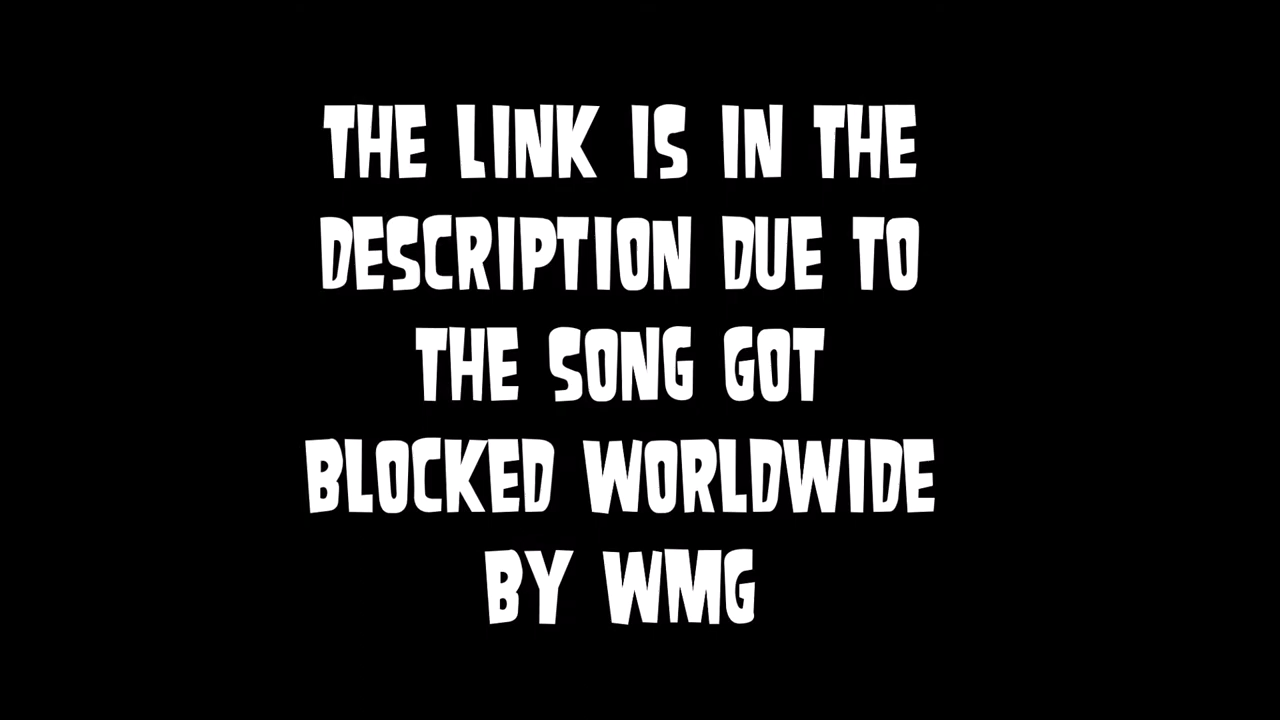 THE LINK IS IN THE
DESCRIPTION DUE TO
THE SONG GOT
BLOCKED WORLDWIDE
BY WMG